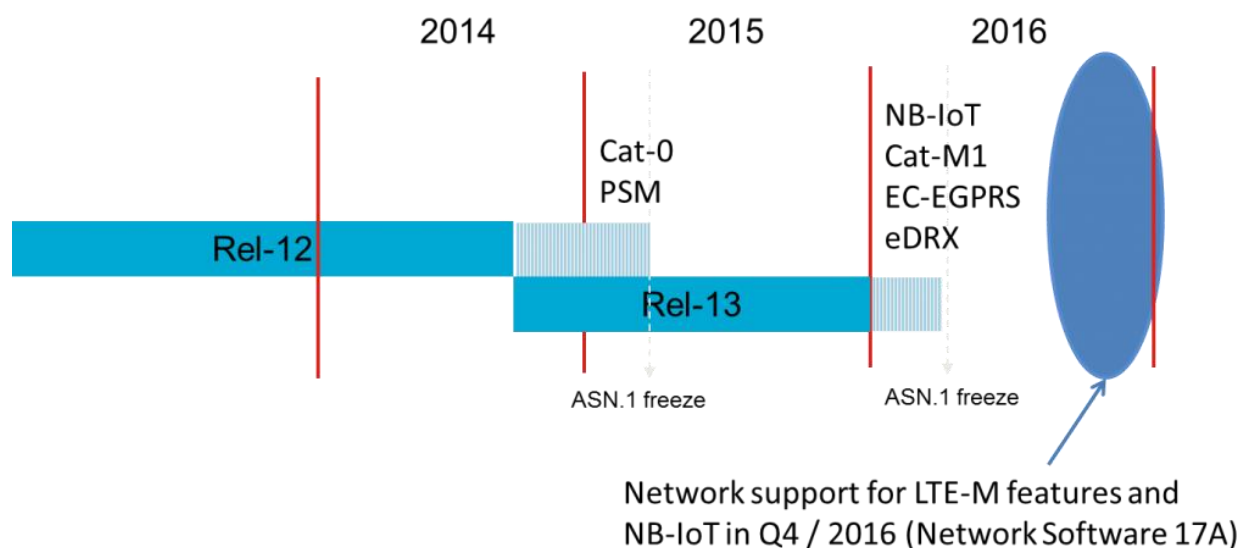 2014
2015
2016
Cat-0
PSM
NB-IoT
Cat-M1
EC-EGPRS
eDRX
Rel-12
Rel-13
ASN.1 freeze
ASN.1 freeze
Network support for LTE-M features and
NB-IoT in Q4 / 2016 (Network Software 17A)